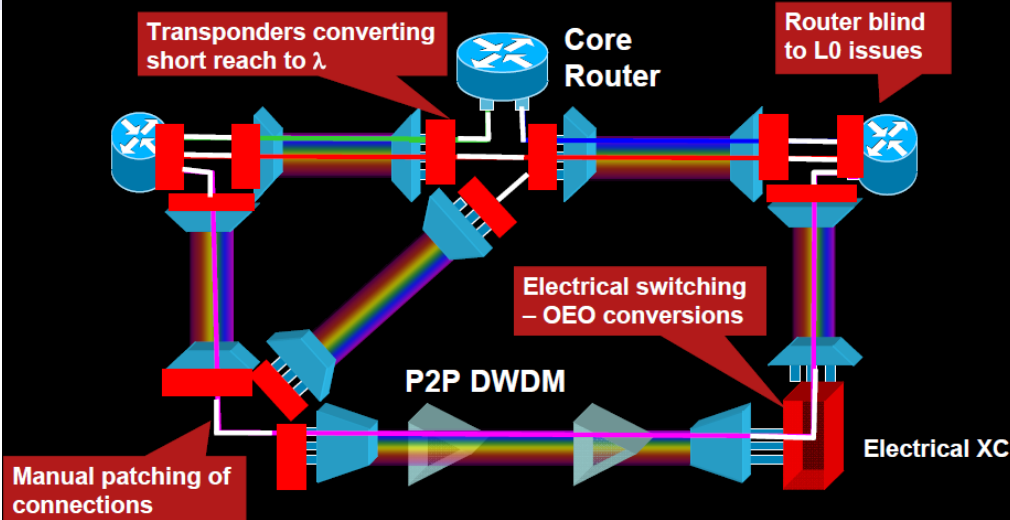 Transponders converting
short reach to λ
Core
Router
Router blind
to L0 issues
Electrical switching
– OEO conversions
P2P DWDM
Electrical XC
Manual patching of
connections